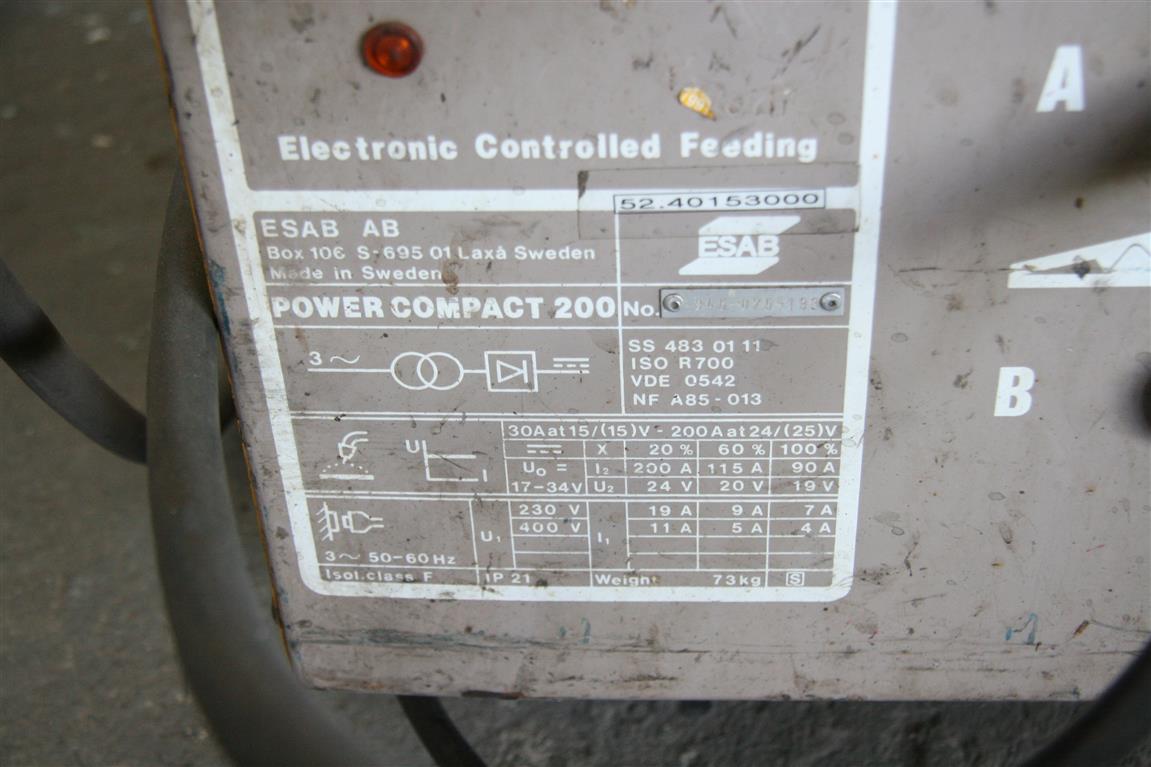 A
Electronic Controlled Feeding
52.40153000
ESAB AB
Box 106 S-695 01 Laxå Sweden
Made in Sweden
ESAB
POWER COMPACT 200
No.
3~
SS 483 01 11
ISO R700
VDE 0542
NF A85-013
B
30A at 15/(15)V - 200A at 24/(25)V
X 20% 60% 100%
U I
U0 = I2 200 A 115 A 90 A
17-34V U2 24 V 20 V 19 V
230 V 19 A 9 A 7 A
U1 400 V I1 11 A 5 A 4 A
3~ 50-60Hz
Isol.class F IP 21 Weight 73kg S